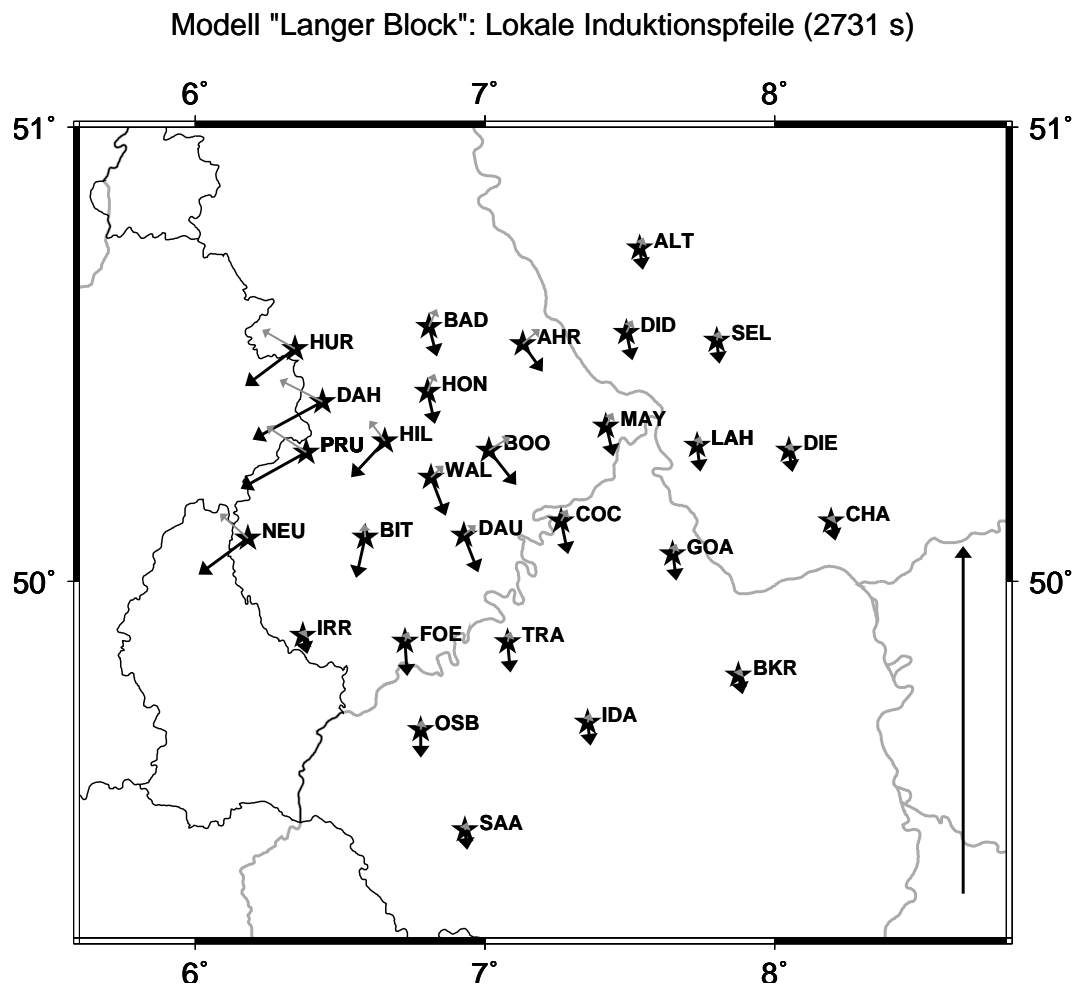 Modell "Langer Block": Lokale Induktionspfeile (2731 s)
6° 7° 8°
51° 51°
ALT
BAD DID
HUR AHR SEL
HON
DAH
MAY
HIL LAH
PRU BOO DIE
WAL
COC CHA
NEU BIT DAU
GOA
50° 50°
IRR FOE TRA
BKR
OSB IDA
SAA
6° 7° 8°